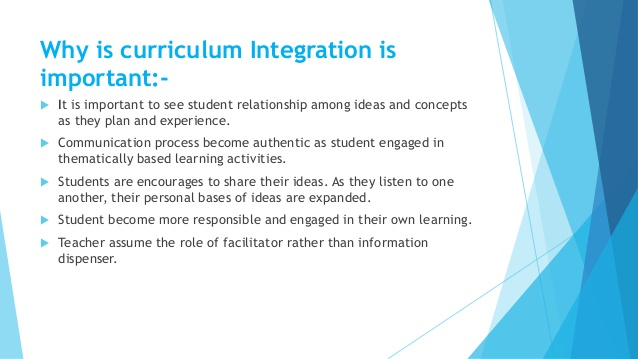 Why is curriculum Integration is
important:-
It is important to see student relationship among ideas and concepts
as they plan and experience.
Communication process become authentic as student engaged in
thematically based learning activities.
Students are encourages to share their ideas. As they listen to one
another, their personal bases of ideas are expanded.
Student become more responsible and engaged in their own learning.
Teacher assume the role of facilitator rather than information
dispenser.